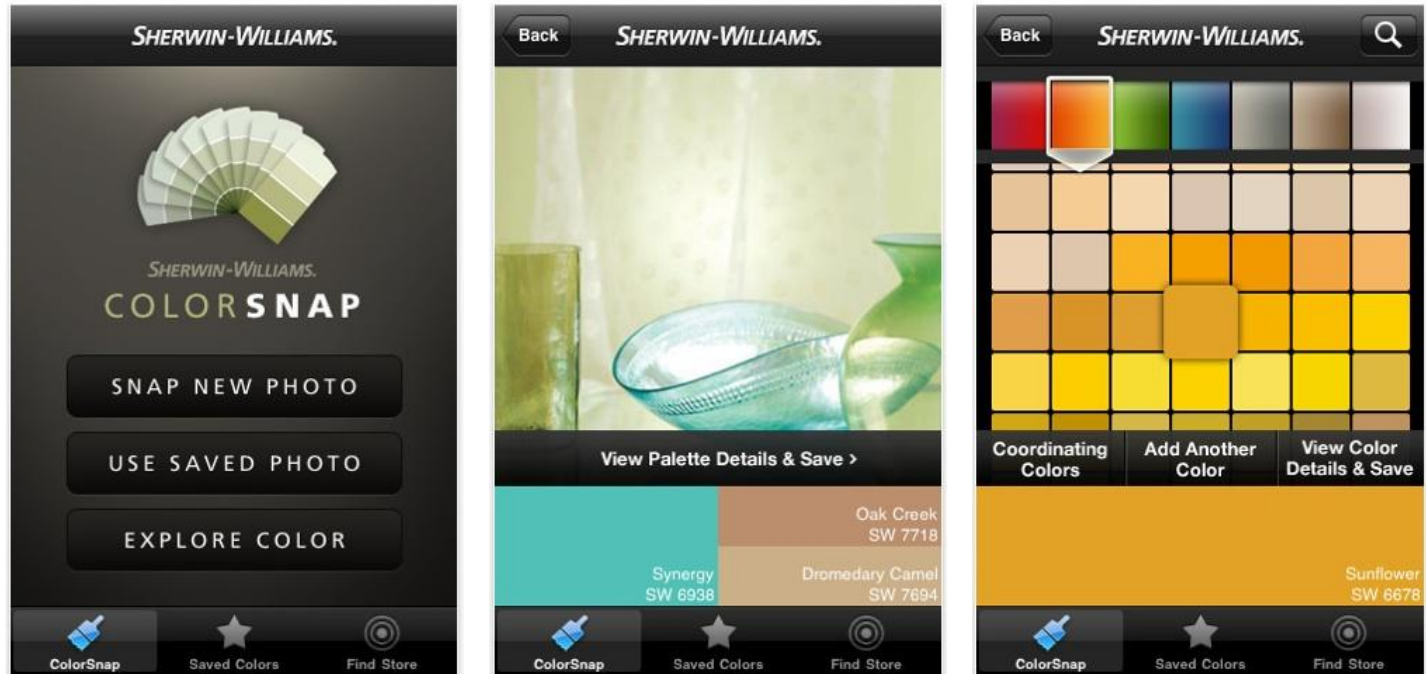 SHERWIN-WILLIAMS.
SHERWIN-WILLIAMS.
COLORSNAP
SNAP NEW PHOTO
USE SAVED PHOTO
EXPLORE COLOR
ColorSnap
Saved Colors
Find Store
Back
SHERWIN-WILLIAMS.
View Palette Details & Save >
Synergy
SW 6938
Oak Creek
SW 7718
Dromedary Camel
SW 7694
ColorSnap
Saved Colors
Find Store
Back
SHERWIN-WILLIAMS.
Coordinating
Colors
Add Another
Color
View Color
Details & Save
Sunflower
SW 6678
ColorSnap
Saved Colors
Find Store